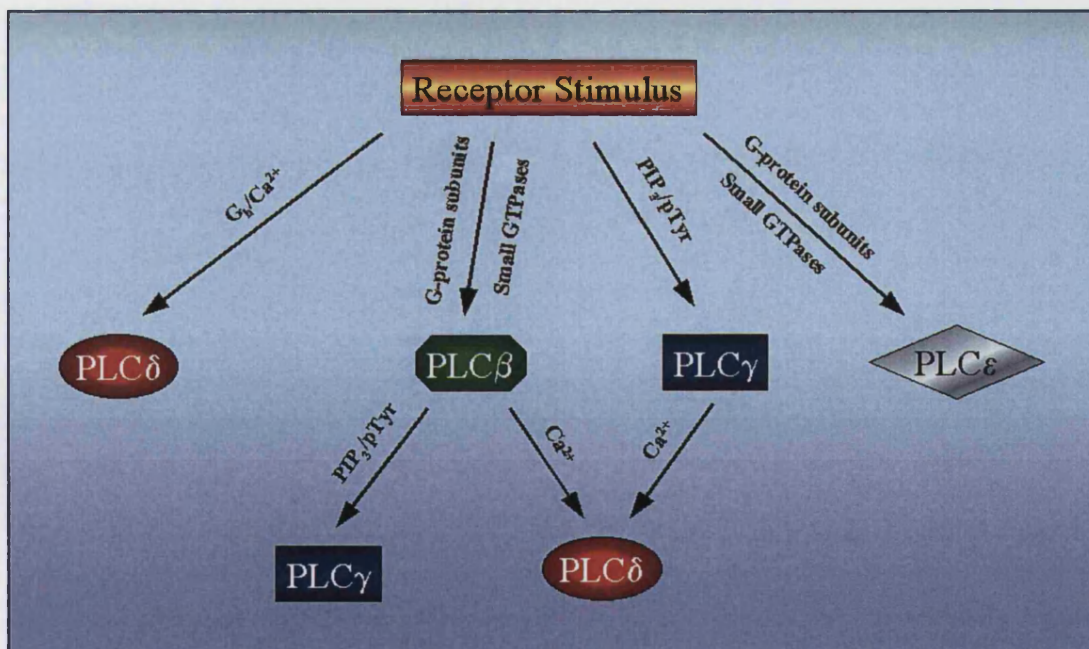 Receptor Stimulus
Gₕ/Ca²⁺
G-protein subunits
Small GTPases
PIP₃/pTyr
G-protein subunits
Small GTPases
PLCδ
PLCβ
PLCγ
PLCε
PIP₃/pTyr
Ca²⁺
Ca²⁺
PLCγ
PLCδ